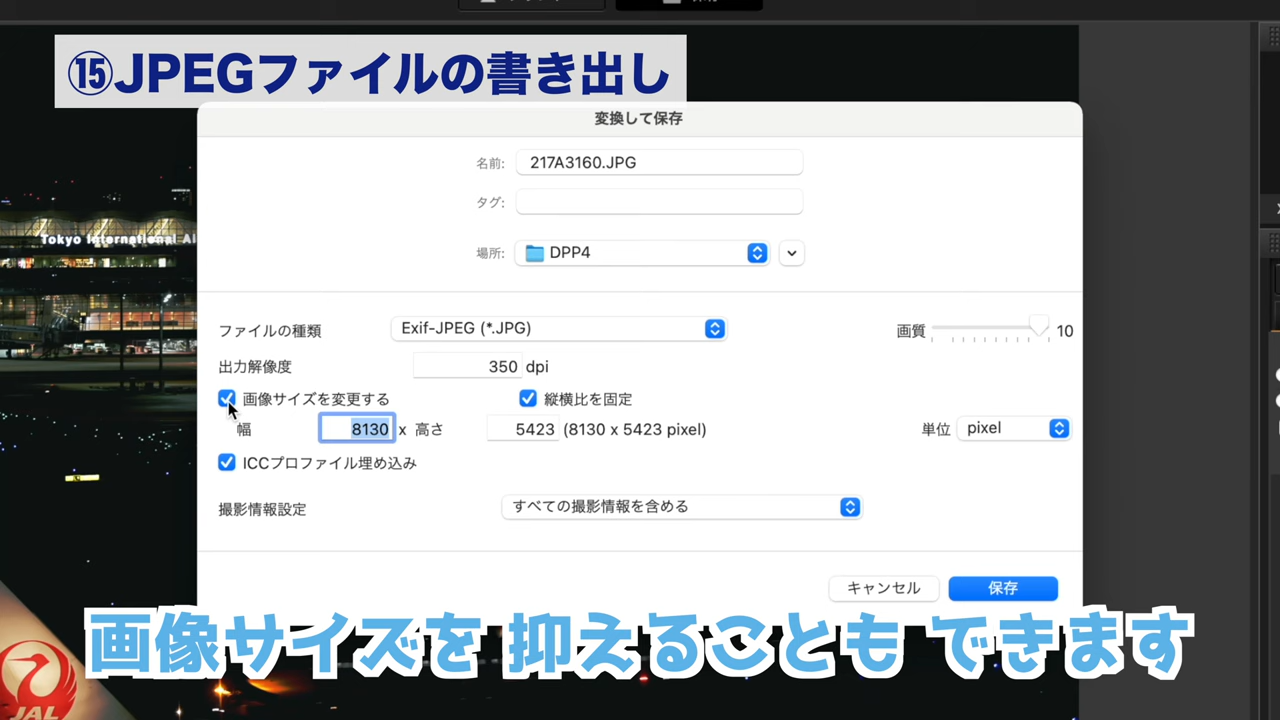 ⑮JPEGファイルの書き出し
変換して保存
名前: 217A3160.JPG
タグ:
場所: DPP4
Tokyo International Ai
ファイルの種類 Exif-JPEG (*.JPG) 画質 10
出力解像度 350 dpi
画像サイズを変更する 縦横比を固定
幅 8130 x 高さ 5423 (8130 x 5423 pixel) 単位 pixel
ICCプロファイル埋め込み
撮影情報設定 すべての撮影情報を含める
キャンセル 保存
画像サイズを 抑えることも できます
JAL